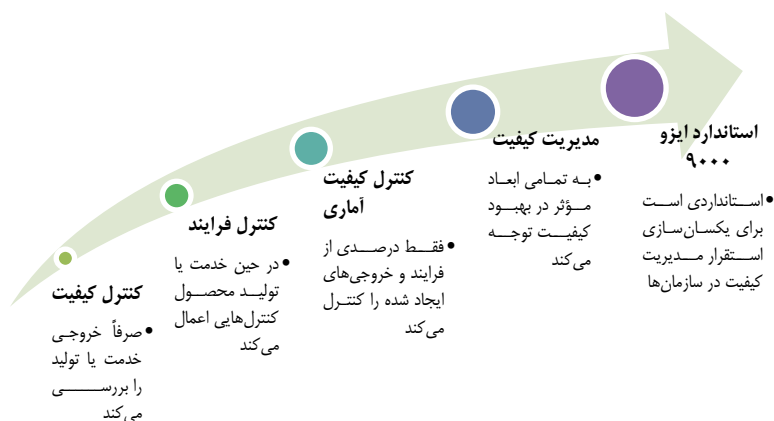 کنترل کیفیت
•صرفاً خروجی
خدمت یا تولید
را بررسی
می‌کند
کنترل فرایند
•در حین خدمت یا
تولید محصول
کنترل‌هایی اعمال
می‌کند
کنترل کیفیت
آماری
•فقط درصدی از
فرایند و خروجی‌های
ایجاد شده را کنترل
می‌کند
مدیریت کیفیت
•به تمامی ابعاد
مؤثر در بهبود
کیفیت توجه
می‌کند
استاندارد ایزو
۹۰۰۰
•استانداردی است
برای یکسان‌سازی
استقرار مدیریت
کیفیت در سازمان‌ها